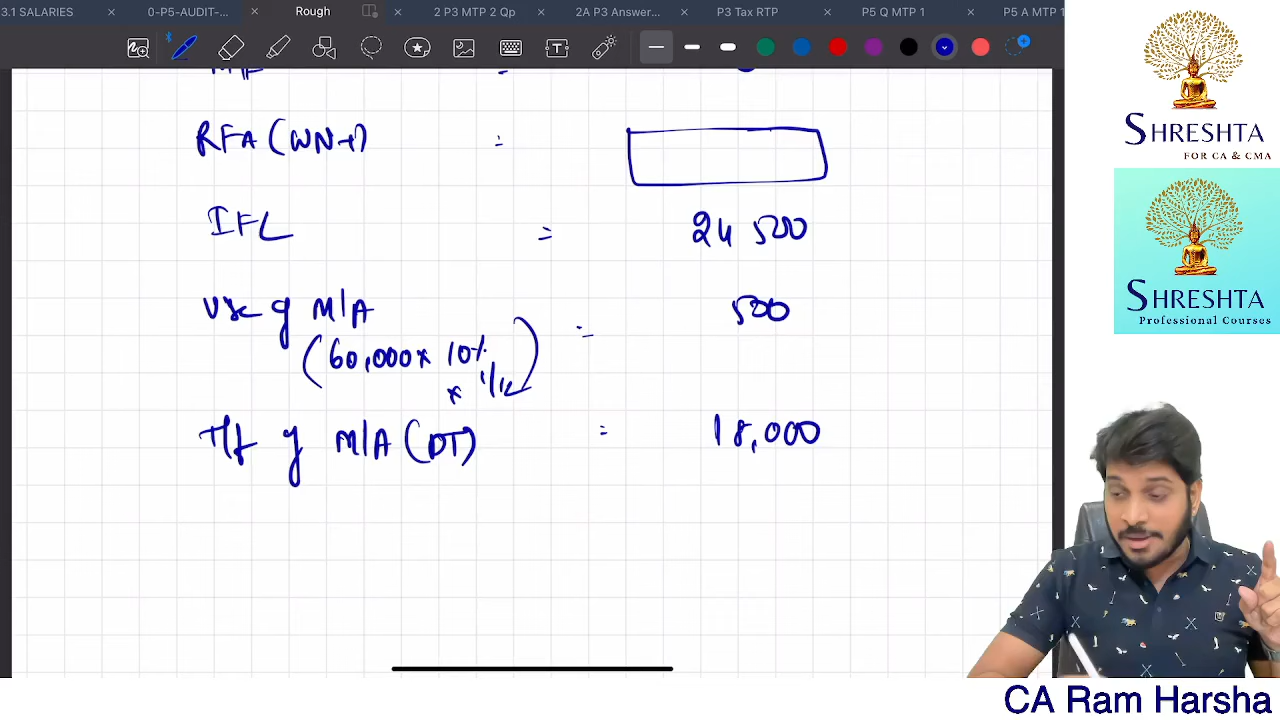 3.1 SALARIES 0-P5-AUDIT-... Rough 2 P3 MTP 2 Qp 2A P3 Answer... P3 Tax RTP P5 Q MTP 1 P5 A MTP 1
RFA (WN-1) =
IFL = 24 500
Use of M/A = 500
(60,000 x 10% x 1/12)
T/f of M/A (DT) = 18,000
SHRESHTA
FOR CA & CMA
SHRESHTA
Professional Courses
CA Ram Harsha